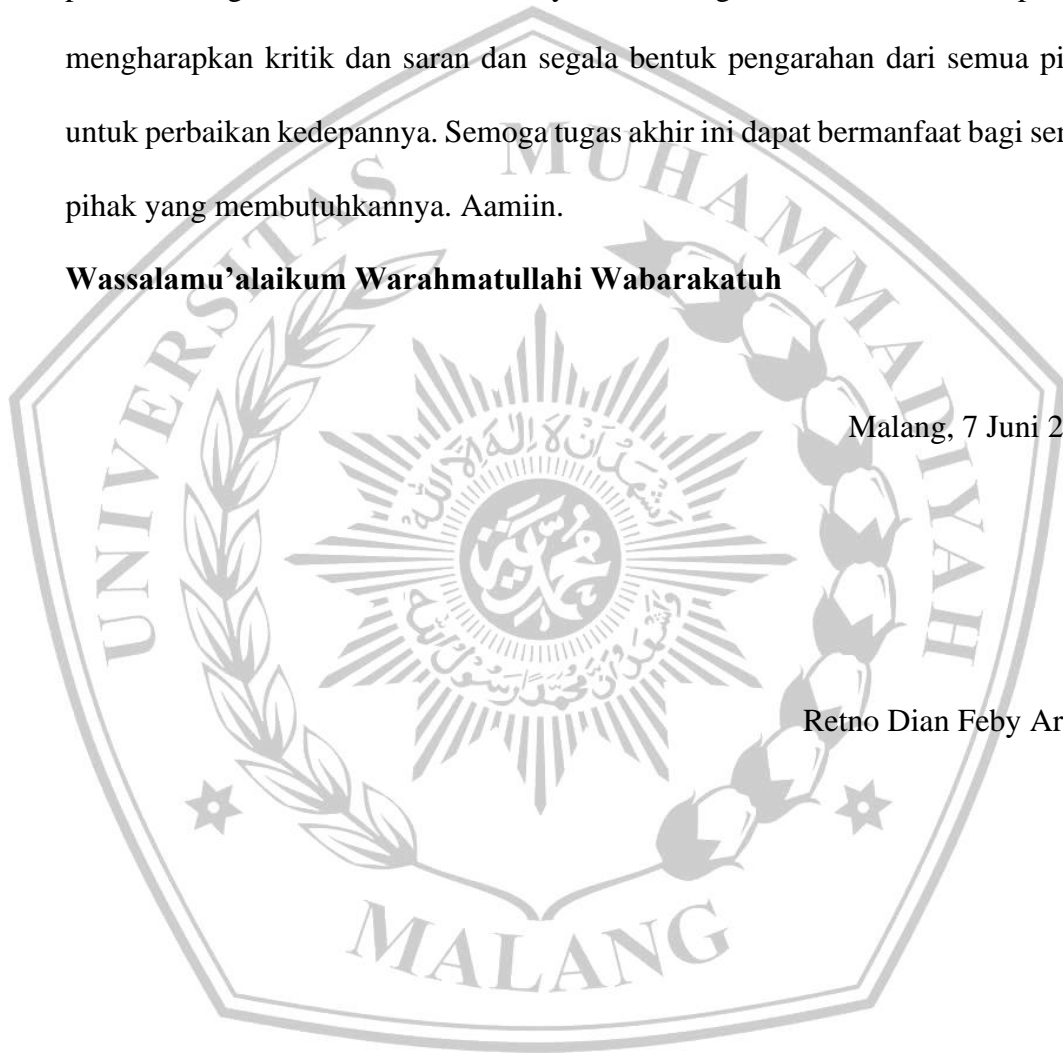 mengharapkan kritik dan saran dan segala bentuk pengarahan dari semua pi
untuk perbaikan kedepannya. Semoga tugas akhir ini dapat bermanfaat bagi
pihak yang membutuhkannya. Aamiin.
Wassalamu’alaikum Warahmatullahi Wabarakatuh
Malang, 7 Juni 2
Retno Dian Feby Ar
UNIVERSITAS MUHAMMADIYAH
MALANG